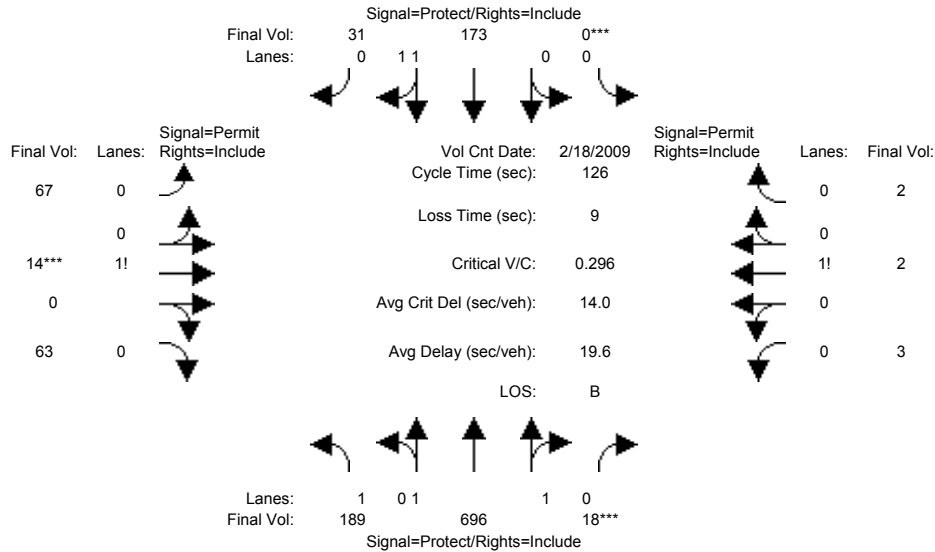 Signal=Protect/Rights=Include
Final Vol: 31 173 0***
Lanes: 0 1 1 0 0
Signal=Permit
Final Vol: Lanes: Rights=Include
Vol Cnt Date: 2/18/2009
Signal=Permit
Rights=Include Lanes: Final Vol:
Cycle Time (sec): 126
67 0
0 2
Loss Time (sec): 9
0
0
14*** 1!
Critical V/C: 0.296
1! 2
0 0
Avg Crit Del (sec/veh): 14.0
0
63 0
Avg Delay (sec/veh): 19.6
0 3
LOS: B
Lanes: 1 0 1 1 0
Final Vol: 189 696 18***
Signal=Protect/Rights=Include